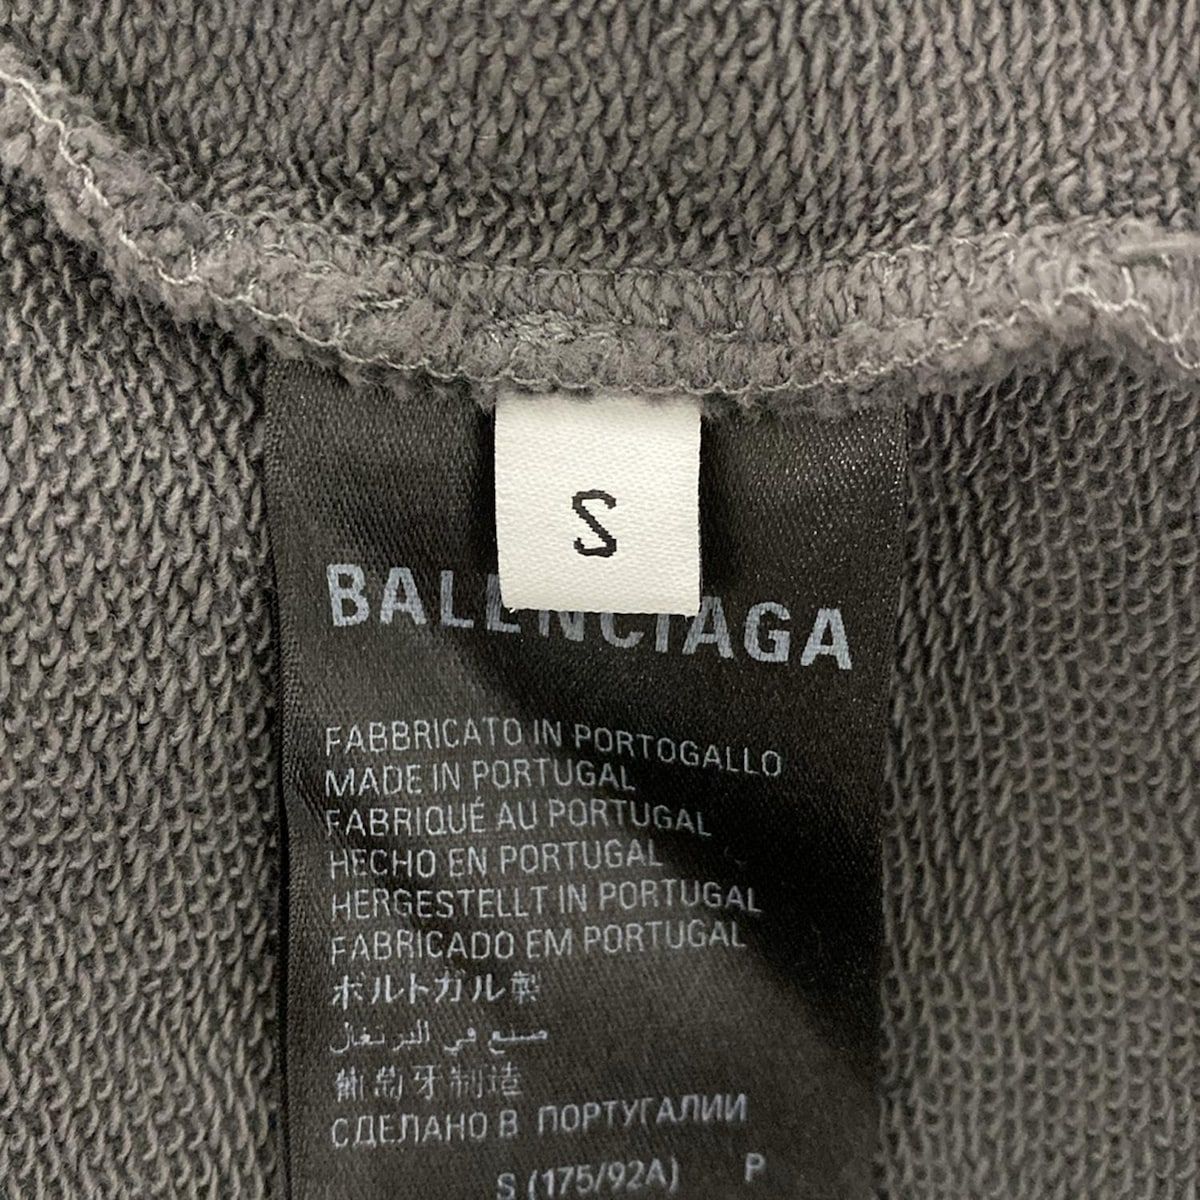 S
BALENCIAGA
FABBRICATO IN PORTOGALLO
MADE IN PORTUGAL
FABRIQUÉ AU PORTUGAL
HECHO EN PORTUGAL
HERGESTELLT IN PORTUGAL
FABRICADO EM PORTUGAL
ポルトガル製
صنع في البرتغال
葡萄牙制造
СДЕЛАНО В ПОРТУГАЛИИ
S (175/92A) P